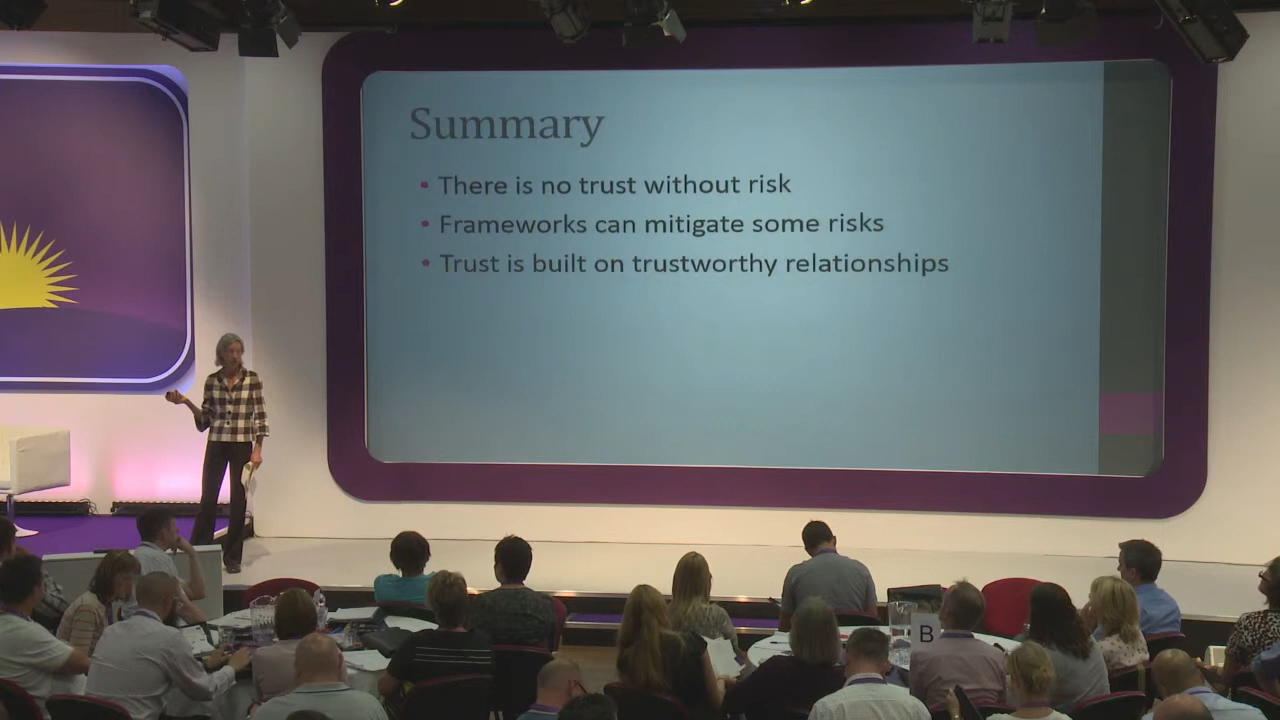 Summary
• There is no trust without risk
• Frameworks can mitigate some risks
• Trust is built on trustworthy relationships
B